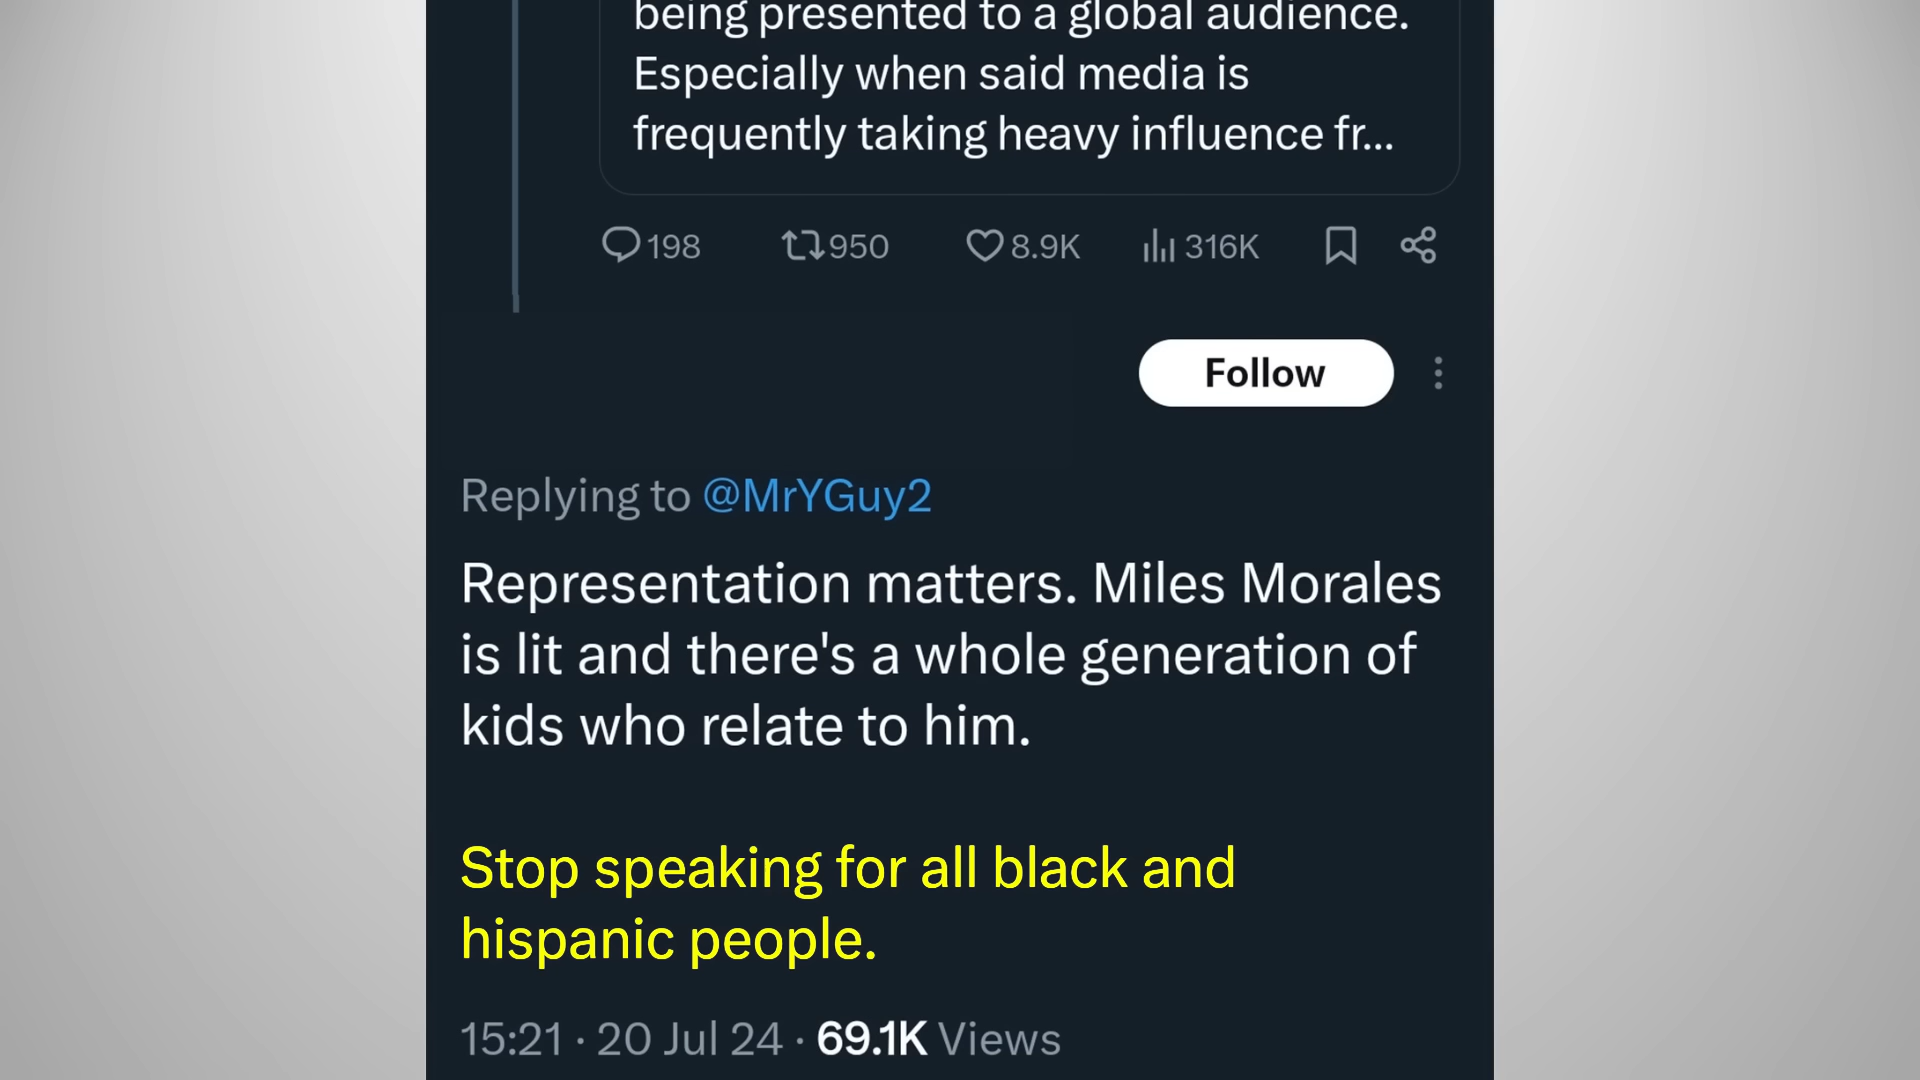 being presented to a global audience.
Especially when said media is
frequently taking heavy influence fr...
198 950 8.9K 316K
Follow
Replying to @MrYGuy2
Representation matters. Miles Morales
is lit and there's a whole generation of
kids who relate to him.
Stop speaking for all black and
hispanic people.
15:21 · 20 Jul 24 · 69.1K Views